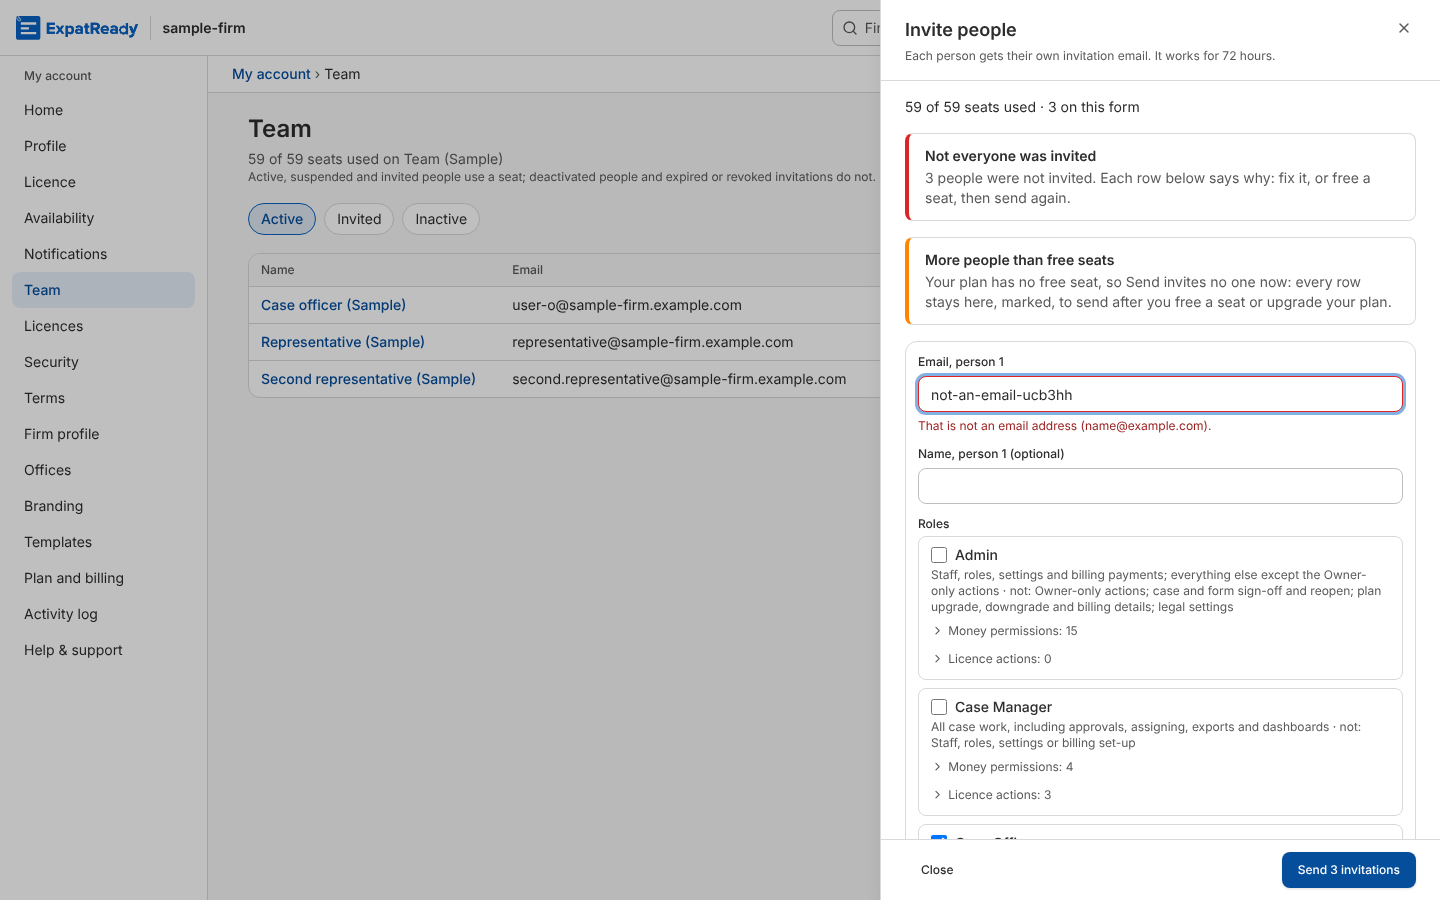 ExpatReady
sample-firm
Fi
My account
Home
Profile
Licence
Availability
Notifications
Team
Licences
Security
Terms
Firm profile
Offices
Branding
Templates
Plan and billing
Activity log
Help & support
My account › Team
Team
59 of 59 seats used on Team (Sample)
Active, suspended and invited people use a seat; deactivated people and expired or revoked invitations do not.
Active Invited Inactive
Name Email
Case officer (Sample) user-o@sample-firm.example.com
Representative (Sample) representative@sample-firm.example.com
Second representative (Sample) second.representative@sample-firm.example.com
Invite people
Each person gets their own invitation email. It works for 72 hours.
59 of 59 seats used · 3 on this form
Not everyone was invited
3 people were not invited. Each row below says why: fix it, or free a
seat, then send again.
More people than free seats
Your plan has no free seat, so Send invites no one now: every row
stays here, marked, to send after you free a seat or upgrade your plan.
Email, person 1
not-an-email-ucb3hh
That is not an email address (name@example.com).
Name, person 1 (optional)
Roles
Admin
Staff, roles, settings and billing payments; everything else except the Owner-
only actions · not: Owner-only actions; case and form sign-off and reopen; plan
upgrade, downgrade and billing details; legal settings
Money permissions: 15
Licence actions: 0
Case Manager
All case work, including approvals, assigning, exports and dashboards · not:
Staff, roles, settings or billing set-up
Money permissions: 4
Licence actions: 3
Close
Send 3 invitations